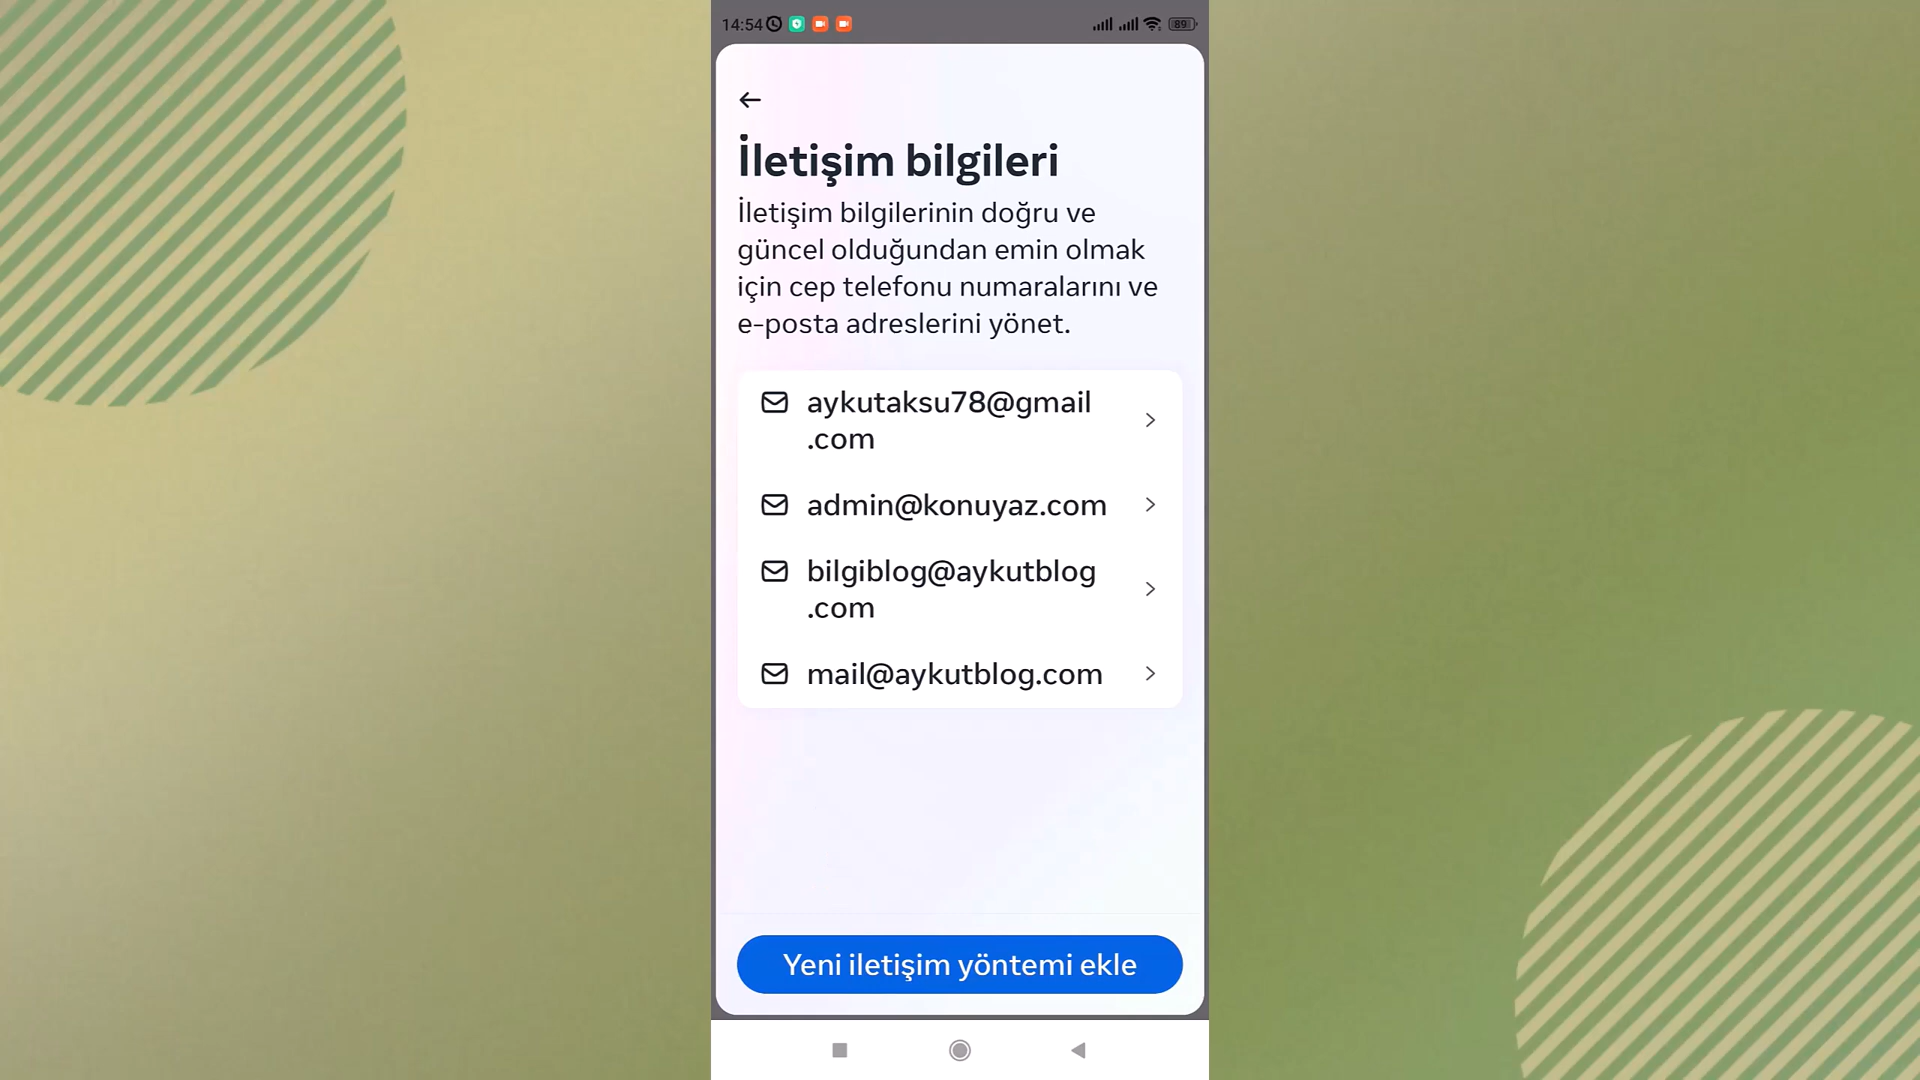 14:54
89
İletişim bilgileri
İletişim bilgilerinin doğru ve
güncel olduğundan emin olmak
için cep telefonu numaralarını ve
e-posta adreslerini yönet.
aykutaksu78@gmail
.com
admin@konuyaz.com
bilgiblog@aykutblog
.com
mail@aykutblog.com
Yeni iletişim yöntemi ekle